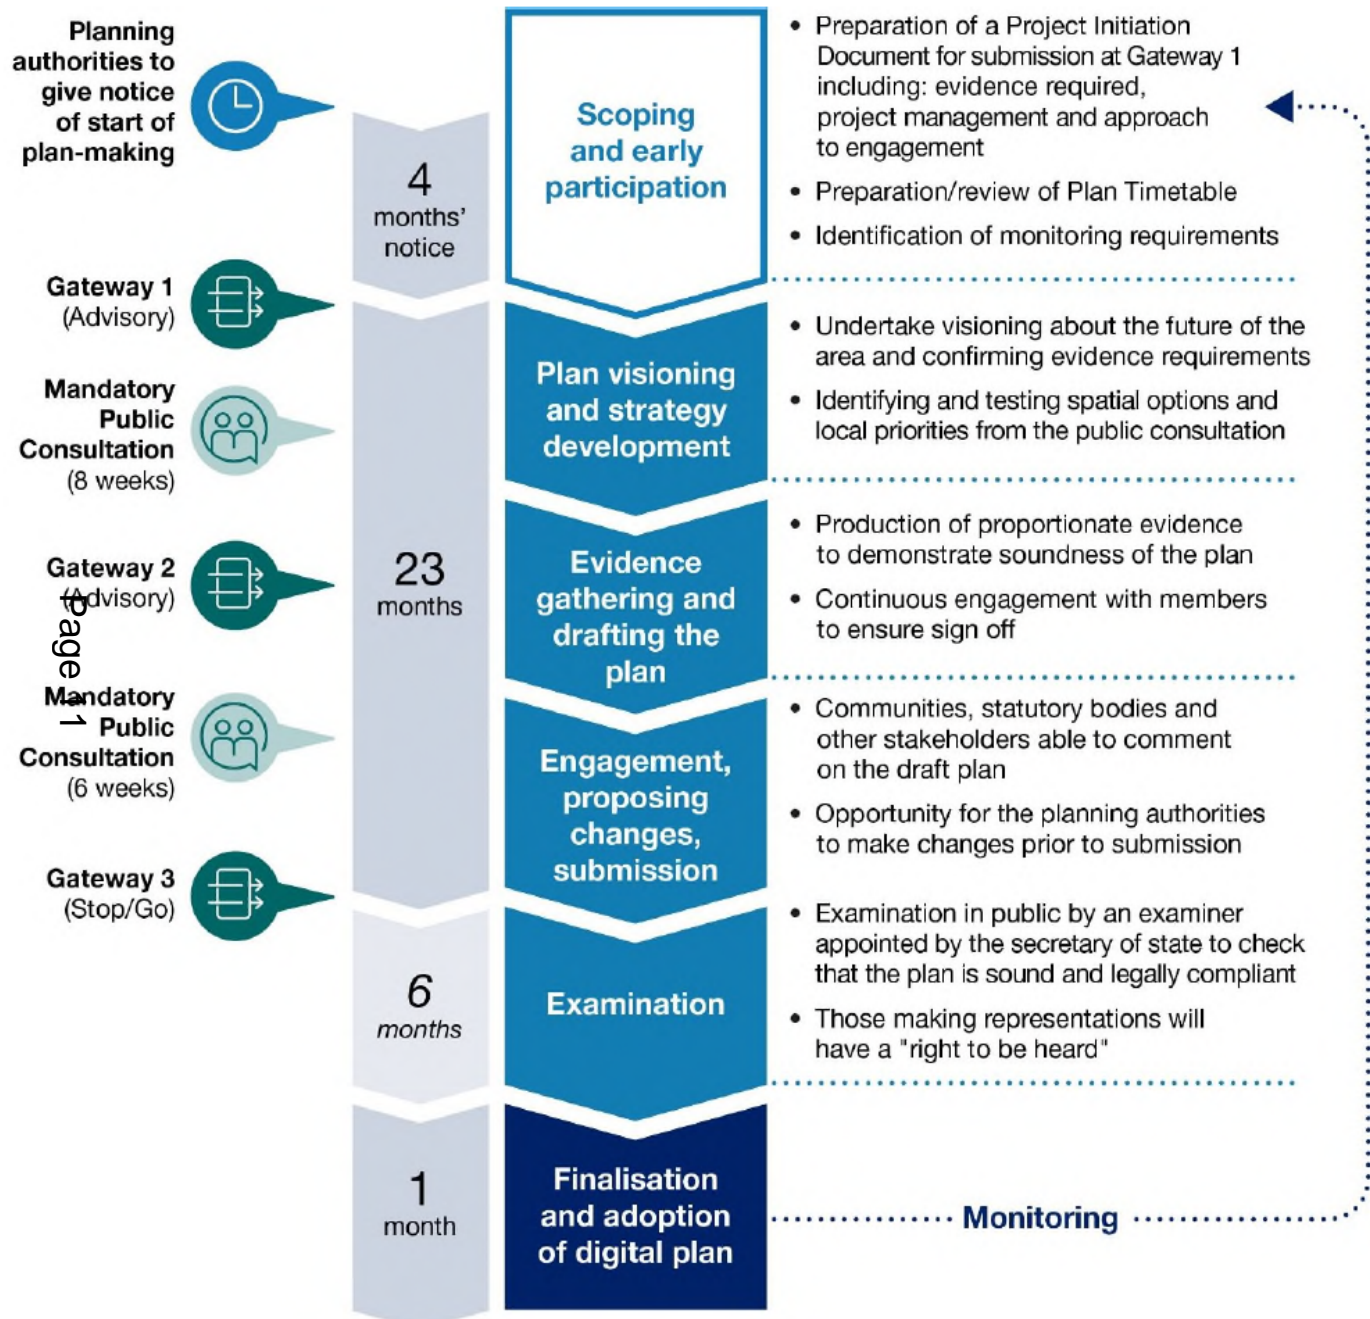 Planning
authorities to
give notice
of start of
plan-making
4
months'
notice
Scoping
and early
participation
• Preparation of a Project Initiation
Document for submission at Gateway 1
including: evidence required,
project management and approach
to engagement
• Preparation/review of Plan Timetable
• Identification of monitoring requirements
Gateway 1
(Advisory)
Mandatory
Public
Consultation
(8 weeks)
Plan visioning
and strategy
development
• Undertake visioning about the future of the
area and confirming evidence requirements
• Identifying and testing spatial options and
local priorities from the public consultation
Gateway 2
(Advisory)
23
months
Evidence
gathering and
drafting the
plan
• Production of proportionate evidence
to demonstrate soundness of the plan
• Continuous engagement with members
to ensure sign off
Page 11
Mandatory
Public
Consultation
(6 weeks)
Engagement,
proposing
changes,
submission
• Communities, statutory bodies and
other stakeholders able to comment
on the draft plan
• Opportunity for the planning authorities
to make changes prior to submission
Gateway 3
(Stop/Go)
6
months
Examination
• Examination in public by an examiner
appointed by the secretary of state to check
that the plan is sound and legally compliant
• Those making representations will
have a "right to be heard"
1
month
Finalisation
and adoption
of digital plan
Monitoring